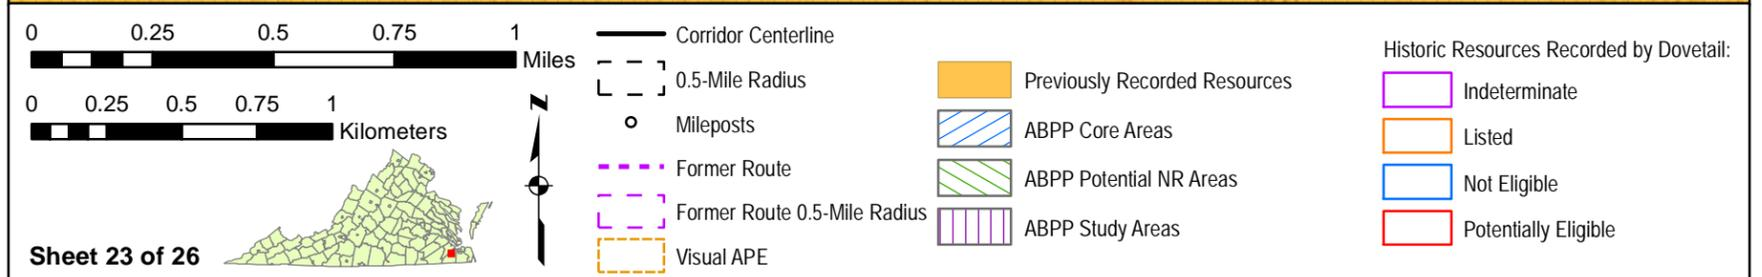 0 0.25 0.5 0.75 1
Miles
0 0.25 0.5 0.75 1
Kilometers
N
Sheet 23 of 26
Corridor Centerline
0.5-Mile Radius
Mileposts
Former Route
Former Route 0.5-Mile Radius
Visual APE
Previously Recorded Resources
ABPP Core Areas
ABPP Potential NR Areas
ABPP Study Areas
Historic Resources Recorded by Dovetail:
Indeterminate
Listed
Not Eligible
Potentially Eligible